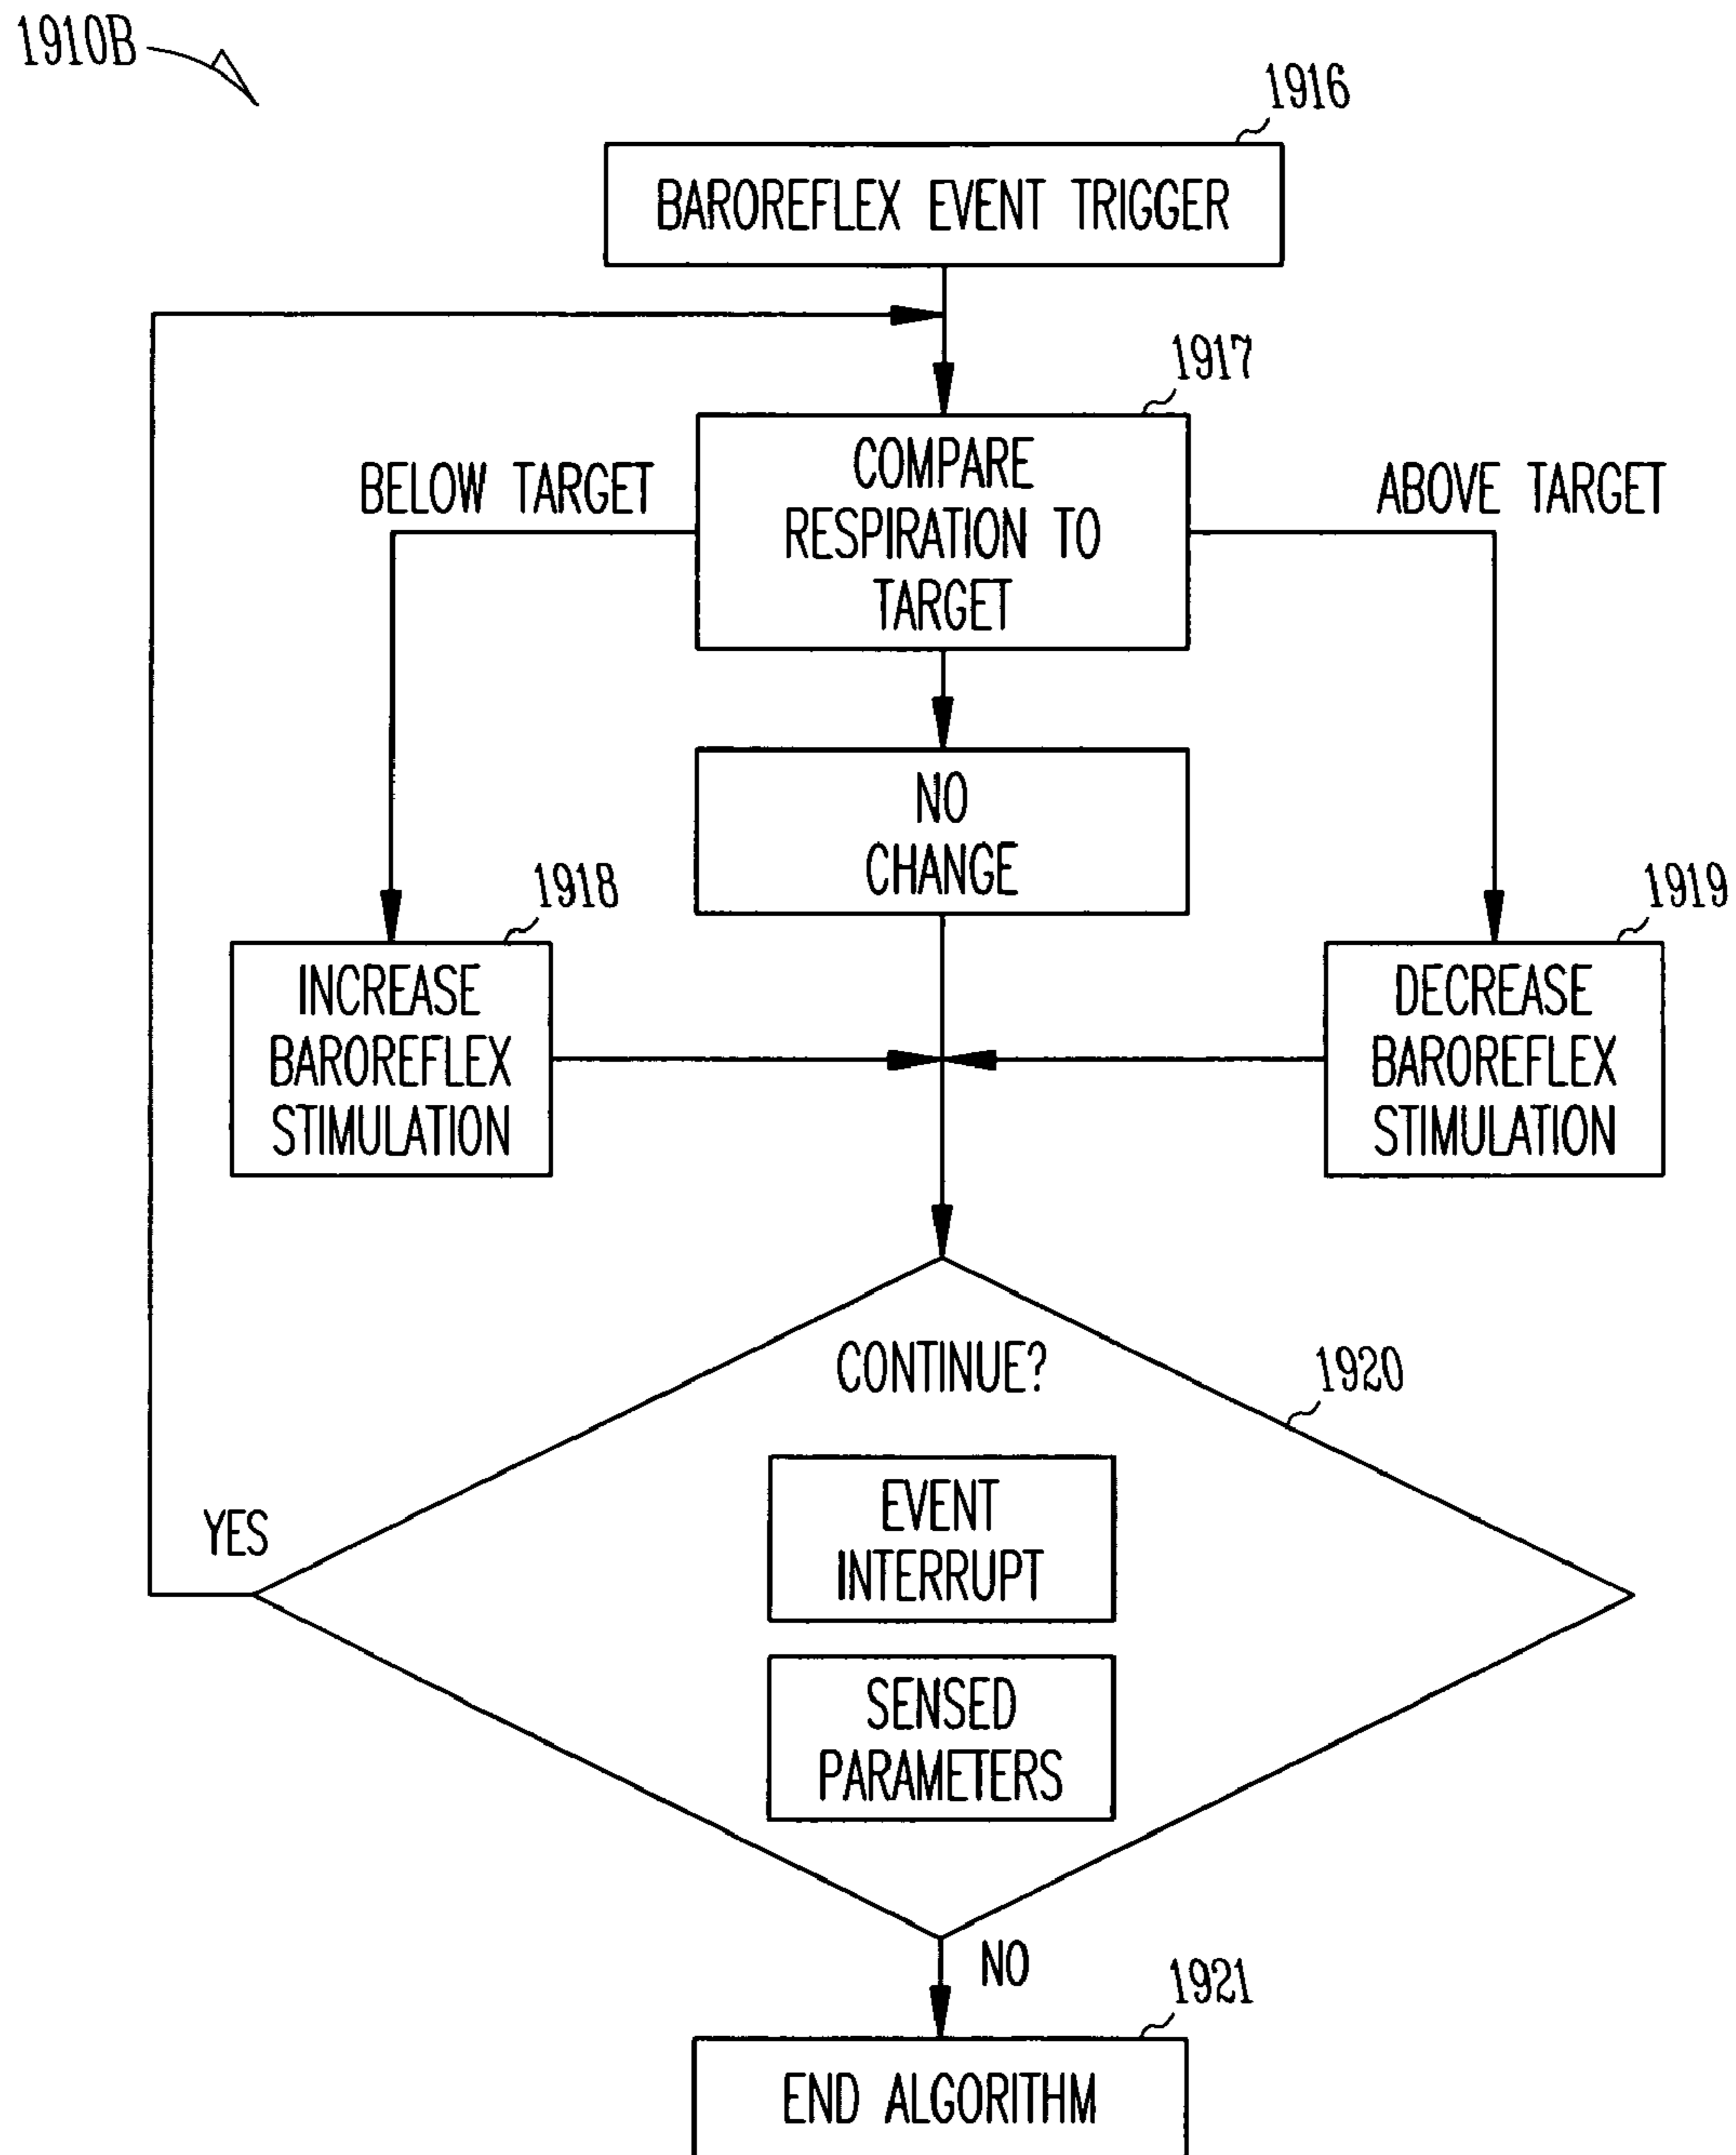 1910B
1916
BAROREFLEX EVENT TRIGGER
1917
COMPARE
RESPIRATION TO
TARGET
BELOW TARGET
ABOVE TARGET
NO
CHANGE
1918
INCREASE
BAROREFLEX
STIMULATION
1919
DECREASE
BAROREFLEX
STIMULATION
CONTINUE?
1920
EVENT
INTERRUPT
YES
SENSED
PARAMETERS
NO
1921
END ALGORITHM